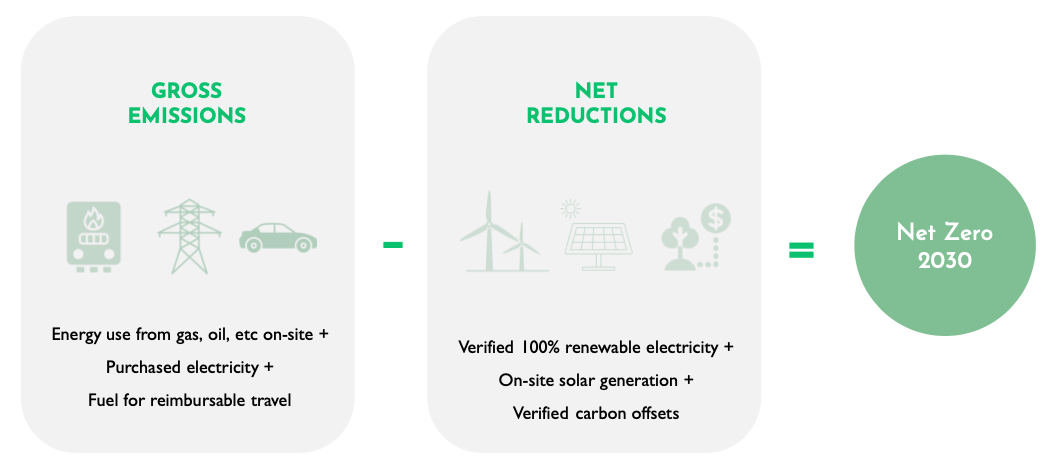 GROSS
EMISSIONS
Energy use from gas, oil, etc on-site +
Purchased electricity +
Fuel for reimbursable travel
-
NET
REDUCTIONS
$
Verified 100% renewable electricity +
On-site solar generation +
Verified carbon offsets
=
Net Zero
2030